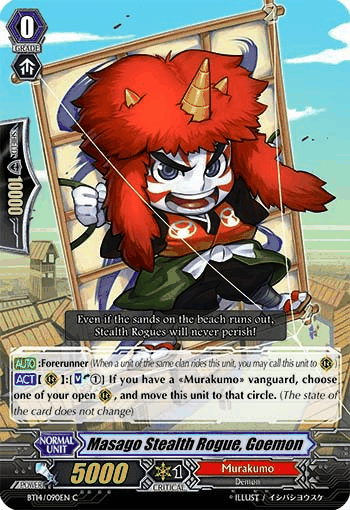 0
GRADE
SHIELD
10000
Even if the sands on the beach runs out,
Stealth Rogues will never perish!
AUTO :Forerunner (When a unit of the same clan rides this unit, you may call this unit to RC)
ACT[RC]:[V 1] If you have a «Murakumo» vanguard, choose
one of your open RC, and move this unit to that circle. (The state of
the card does not change)
NORMAL
UNIT
Masago Stealth Rogue, Goemon
POWER
5000
1
CRITICAL
Murakumo
Demon
BT14/090EN C
ILLUST / イシバシヨウスケ